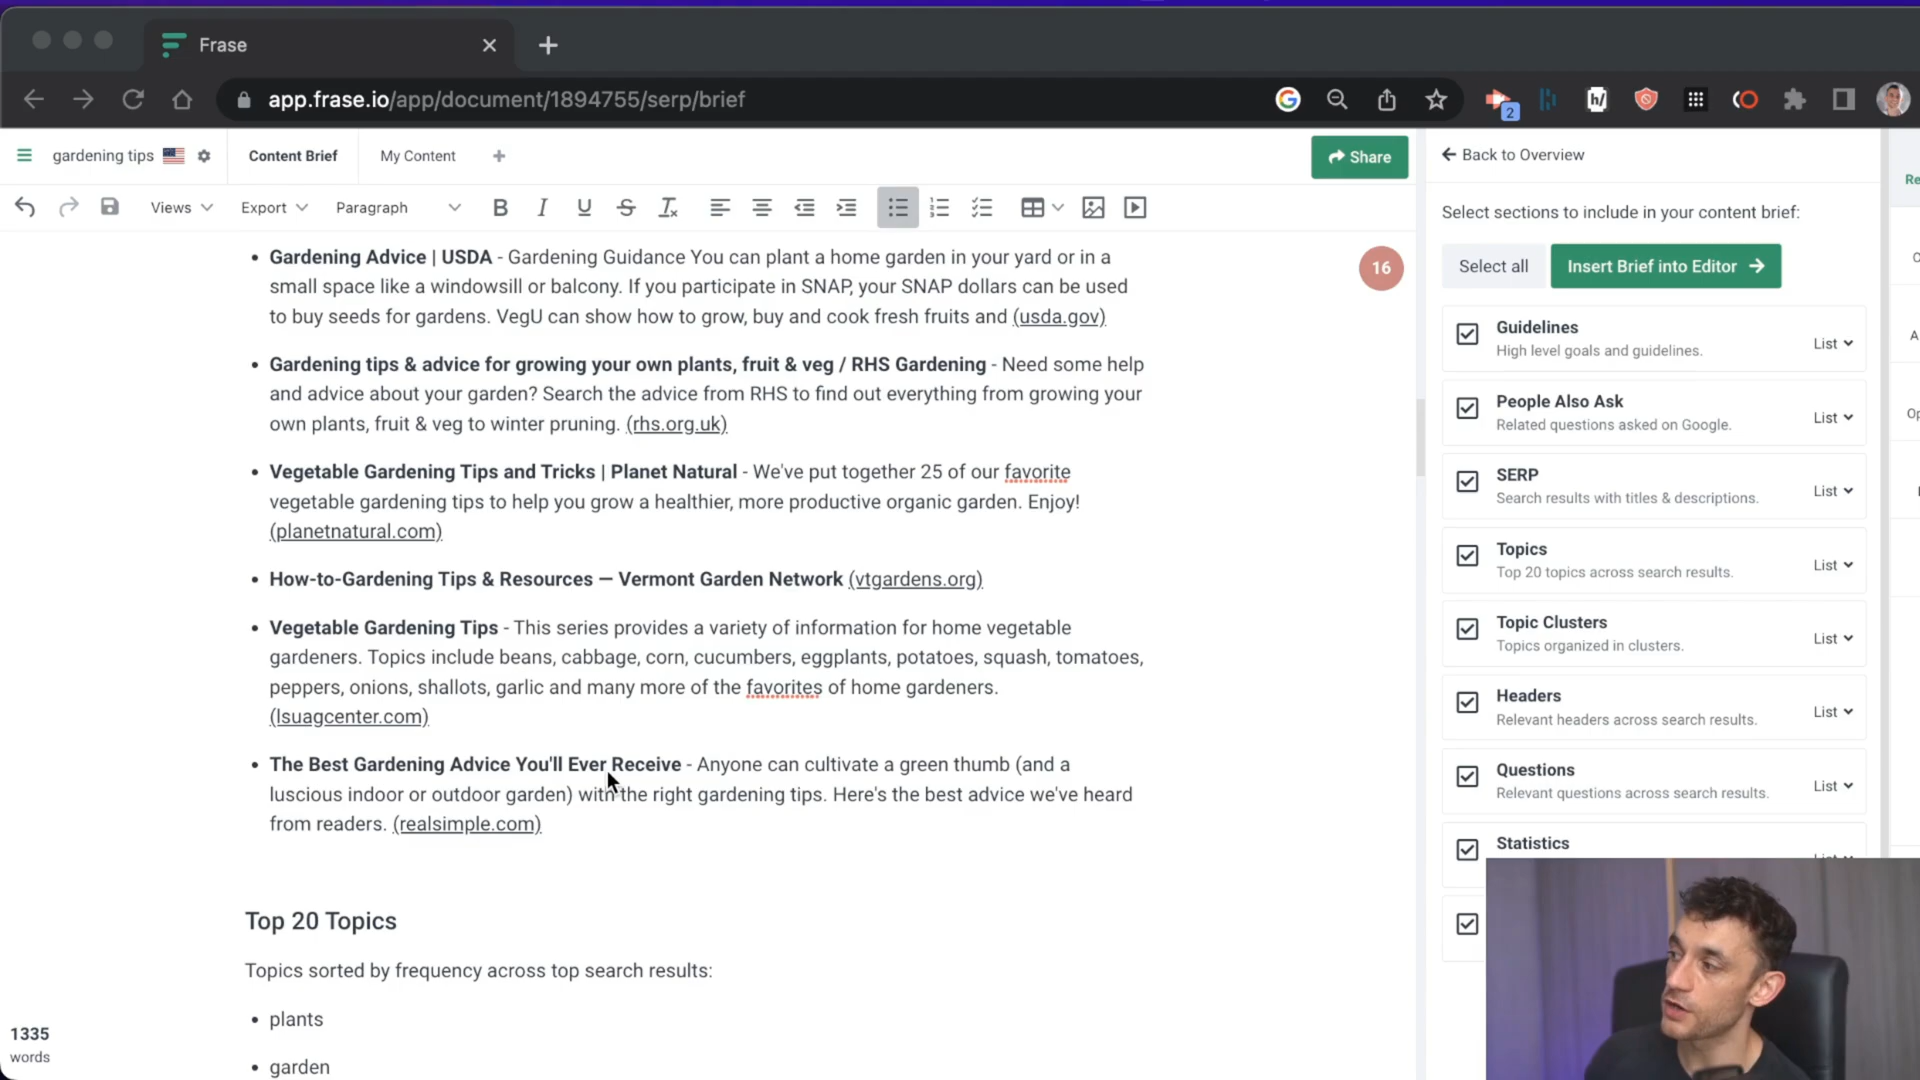 Frase
app.frase.io/app/document/1894755/serp/brief
2
gardening tips
Content Brief
My Content
Share
Back to Overview
Re
Views
Export
Paragraph
B
I
U
S
Select sections to include in your content brief:
Select all
Insert Brief into Editor
Gardening Advice | USDA - Gardening Guidance You can plant a home garden in your yard or in a
small space like a windowsill or balcony. If you participate in SNAP, your SNAP dollars can be used
to buy seeds for gardens. VegU can show how to grow, buy and cook fresh fruits and (usda.gov)
16
Gardening tips & advice for growing your own plants, fruit & veg / RHS Gardening - Need some help
and advice about your garden? Search the advice from RHS to find out everything from growing your
own plants, fruit & veg to winter pruning. (rhs.org.uk)
Vegetable Gardening Tips and Tricks | Planet Natural - We've put together 25 of our favorite
vegetable gardening tips to help you grow a healthier, more productive organic garden. Enjoy!
(planetnatural.com)
How-to-Gardening Tips & Resources — Vermont Garden Network (vtgardens.org)
Vegetable Gardening Tips - This series provides a variety of information for home vegetable
gardeners. Topics include beans, cabbage, corn, cucumbers, eggplants, potatoes, squash, tomatoes,
peppers, onions, shallots, garlic and many more of the favorites of home gardeners.
(lsuagcenter.com)
The Best Gardening Advice You'll Ever Receive - Anyone can cultivate a green thumb (and a
luscious indoor or outdoor garden) with the right gardening tips. Here's the best advice we've heard
from readers. (realsimple.com)
Top 20 Topics
Topics sorted by frequency across top search results:
plants
garden
1335
words
Guidelines
High level goals and guidelines.
List
People Also Ask
Related questions asked on Google.
List
SERP
Search results with titles & descriptions.
List
Topics
Top 20 topics across search results.
List
Topic Clusters
Topics organized in clusters.
List
Headers
Relevant headers across search results.
List
Questions
Relevant questions across search results.
List
Statistics
A
Op